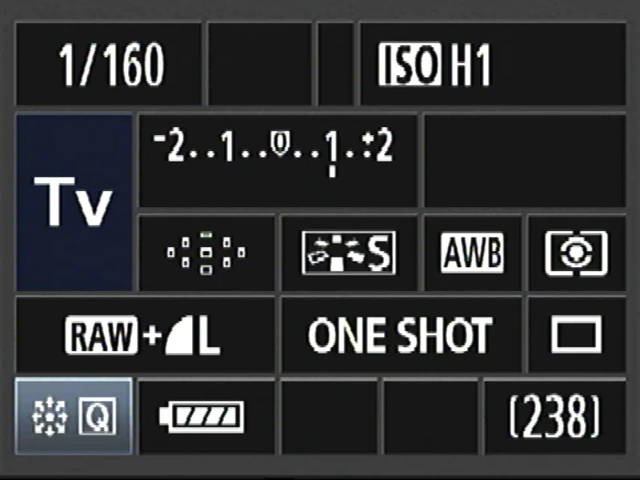 1/160 ISO H1
Tv
-2..1..0..1.:+2
S AWB
RAW+L ONE SHOT
Q (238)